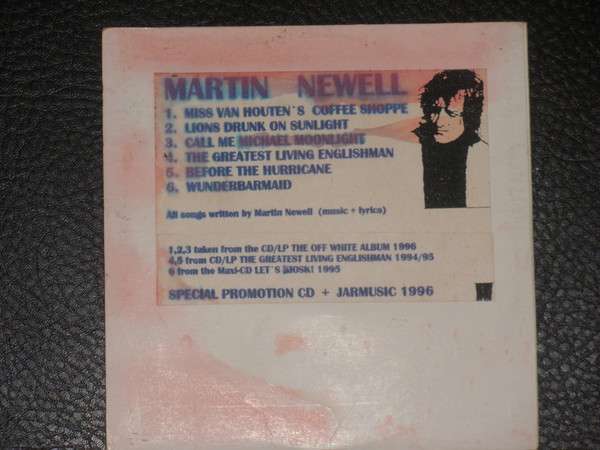 MARTIN NEWELL
1. MISS VAN HOUTEN`S COFFEE SHOPPE
2. LIONS DRUNK ON SUNLIGHT
3. CALL ME MICHAEL MOONLIGHT
4. THE GREATEST LIVING ENGLISHMAN
5. BEFORE THE HURRICANE
6. WUNDERBARMAID
All songs written by Martin Newell (music + lyrics)
1,2,3 taken from the CD/LP THE OFF WHITE ALBUM 1996
4,5 from CD/LP THE GREATEST LIVING ENGLISHMAN 1994/95
6 from the Maxi-CD LET`S KIOSK! 1995
SPECIAL PROMOTION CD + JARMUSIC 1996